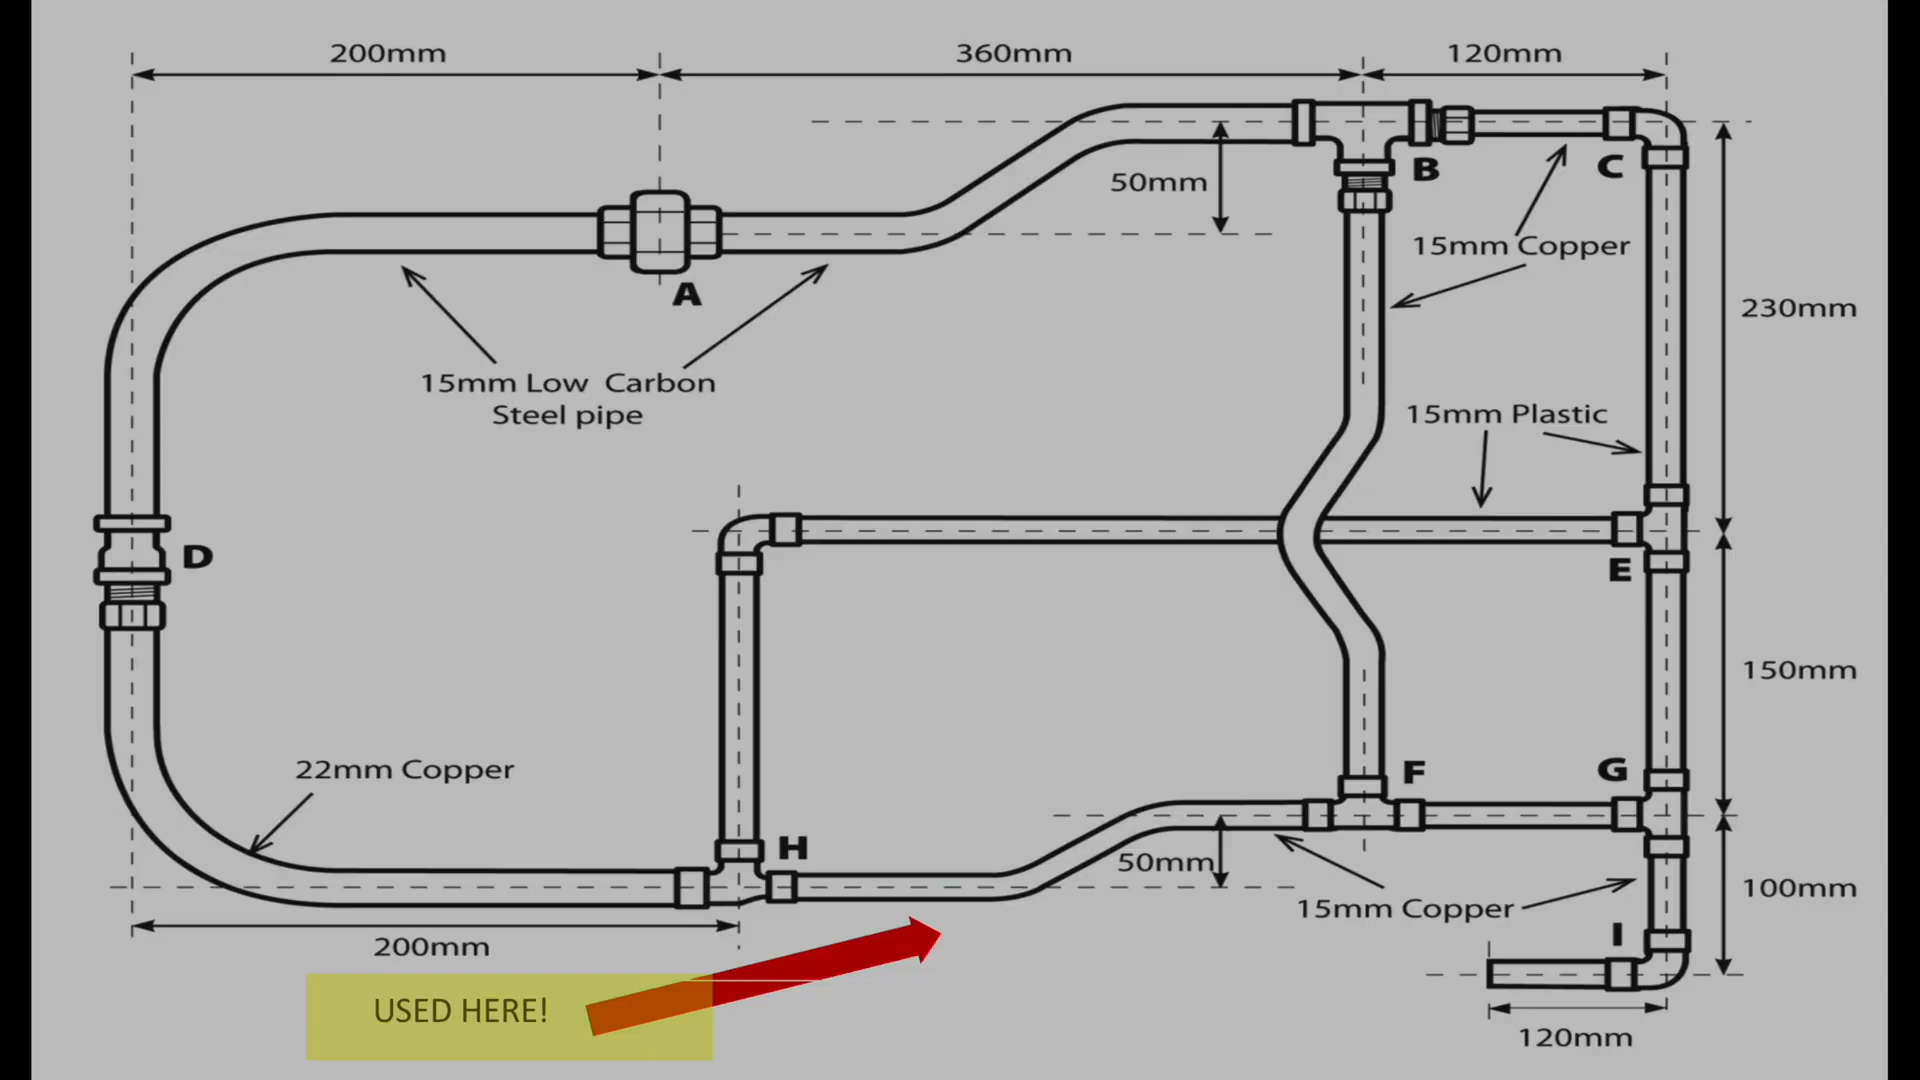 200mm
360mm
120mm
50mm
B
C
15mm Copper
A
230mm
15mm Low Carbon
Steel pipe
15mm Plastic
D
E
150mm
22mm Copper
F
G
H
50mm
100mm
15mm Copper
I
200mm
USED HERE!
120mm